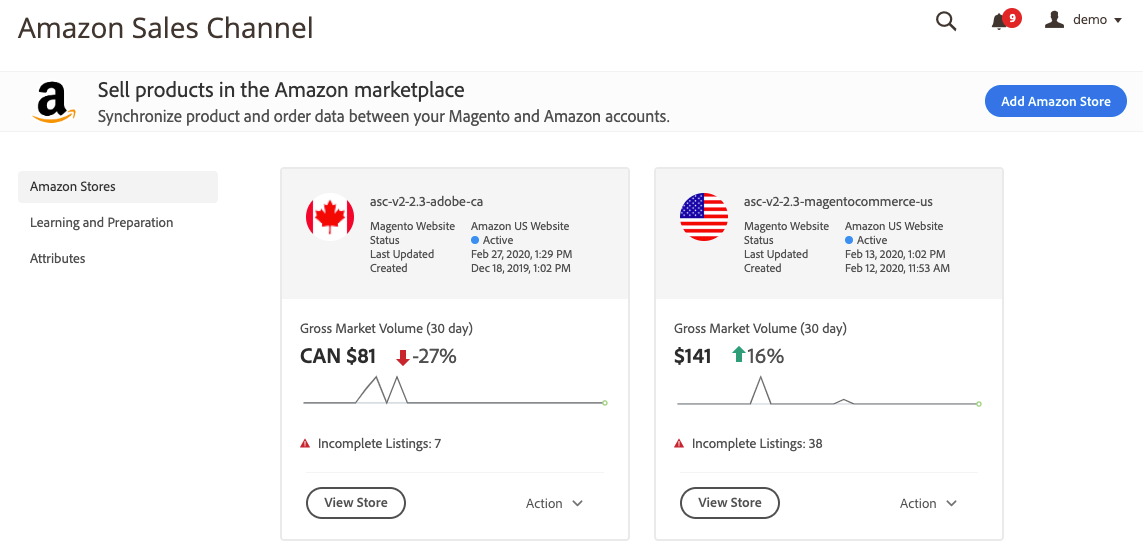 Amazon Sales Channel
9
demo
a
Sell products in the Amazon marketplace
Synchronize product and order data between your Magento and Amazon accounts.
Add Amazon Store
Amazon Stores
Learning and Preparation
Attributes
asc-v2-2.3-adobe-ca
Magento Website Amazon US Website
Status Active
Last Updated Feb 27, 2020, 1:29 PM
Created Dec 18, 2019, 1:02 PM
Gross Market Volume (30 day)
CAN $81 -27%
Incomplete Listings: 7
View Store Action
asc-v2-2.3-magentocommerce-us
Magento Website Amazon US Website
Status Active
Last Updated Feb 13, 2020, 1:02 PM
Created Feb 12, 2020, 11:53 AM
Gross Market Volume (30 day)
$141 16%
Incomplete Listings: 38
View Store Action